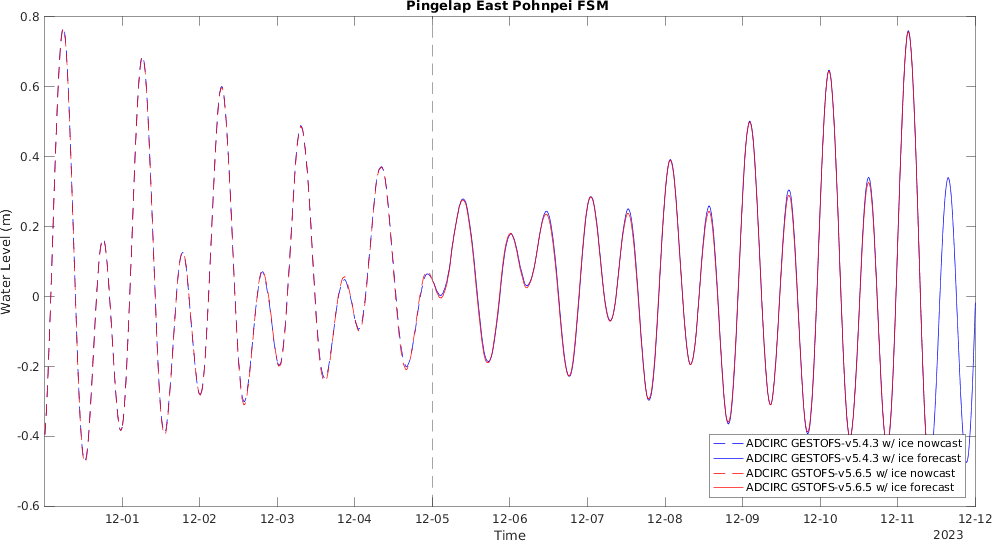 Pingelap East Pohnpei FSM
0.8
0.6
0.4
0.2
0
-0.2
-0.4
-0.6
Water Level (m)
ADCIRC GESTOFS-v5.4.3 w/ ice nowcast
ADCIRC GESTOFS-v5.4.3 w/ ice forecast
ADCIRC GSTOFS-v5.6.5 w/ ice nowcast
ADCIRC GSTOFS-v5.6.5 w/ ice forecast
12-01 12-02 12-03 12-04 12-05 12-06 12-07 12-08 12-09 12-10 12-11 12-12
Time
2023